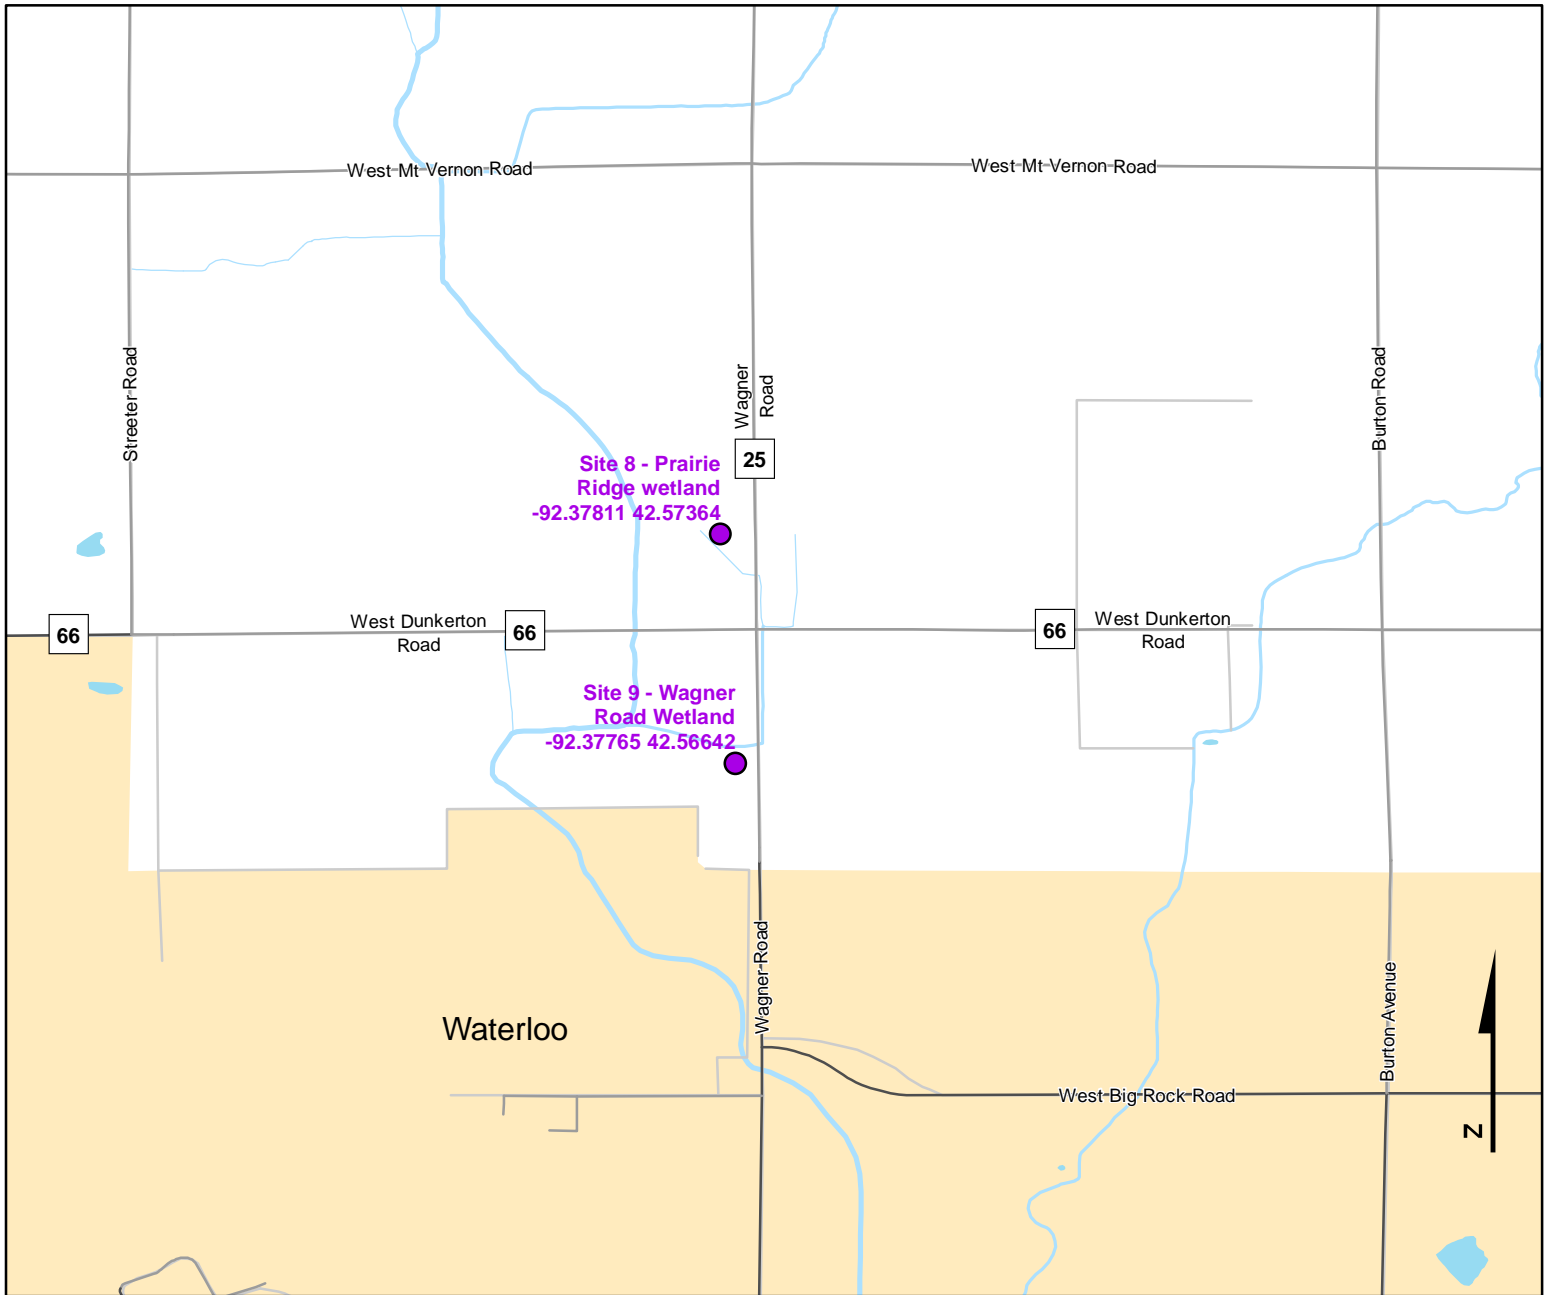 West Mt Vernon Road
West Mt Vernon Road
Streeter Road
Wagner
Road
Burton Road
25
Site 8 - Prairie
Ridge wetland
-92.37811 42.57364
66
West Dunkerton
Road
66
66
West Dunkerton
Road
Site 9 - Wagner
Road Wetland
-92.37765 42.56642
Wagner Road
Waterloo
Burton Avenue
West Big Rock Road
N